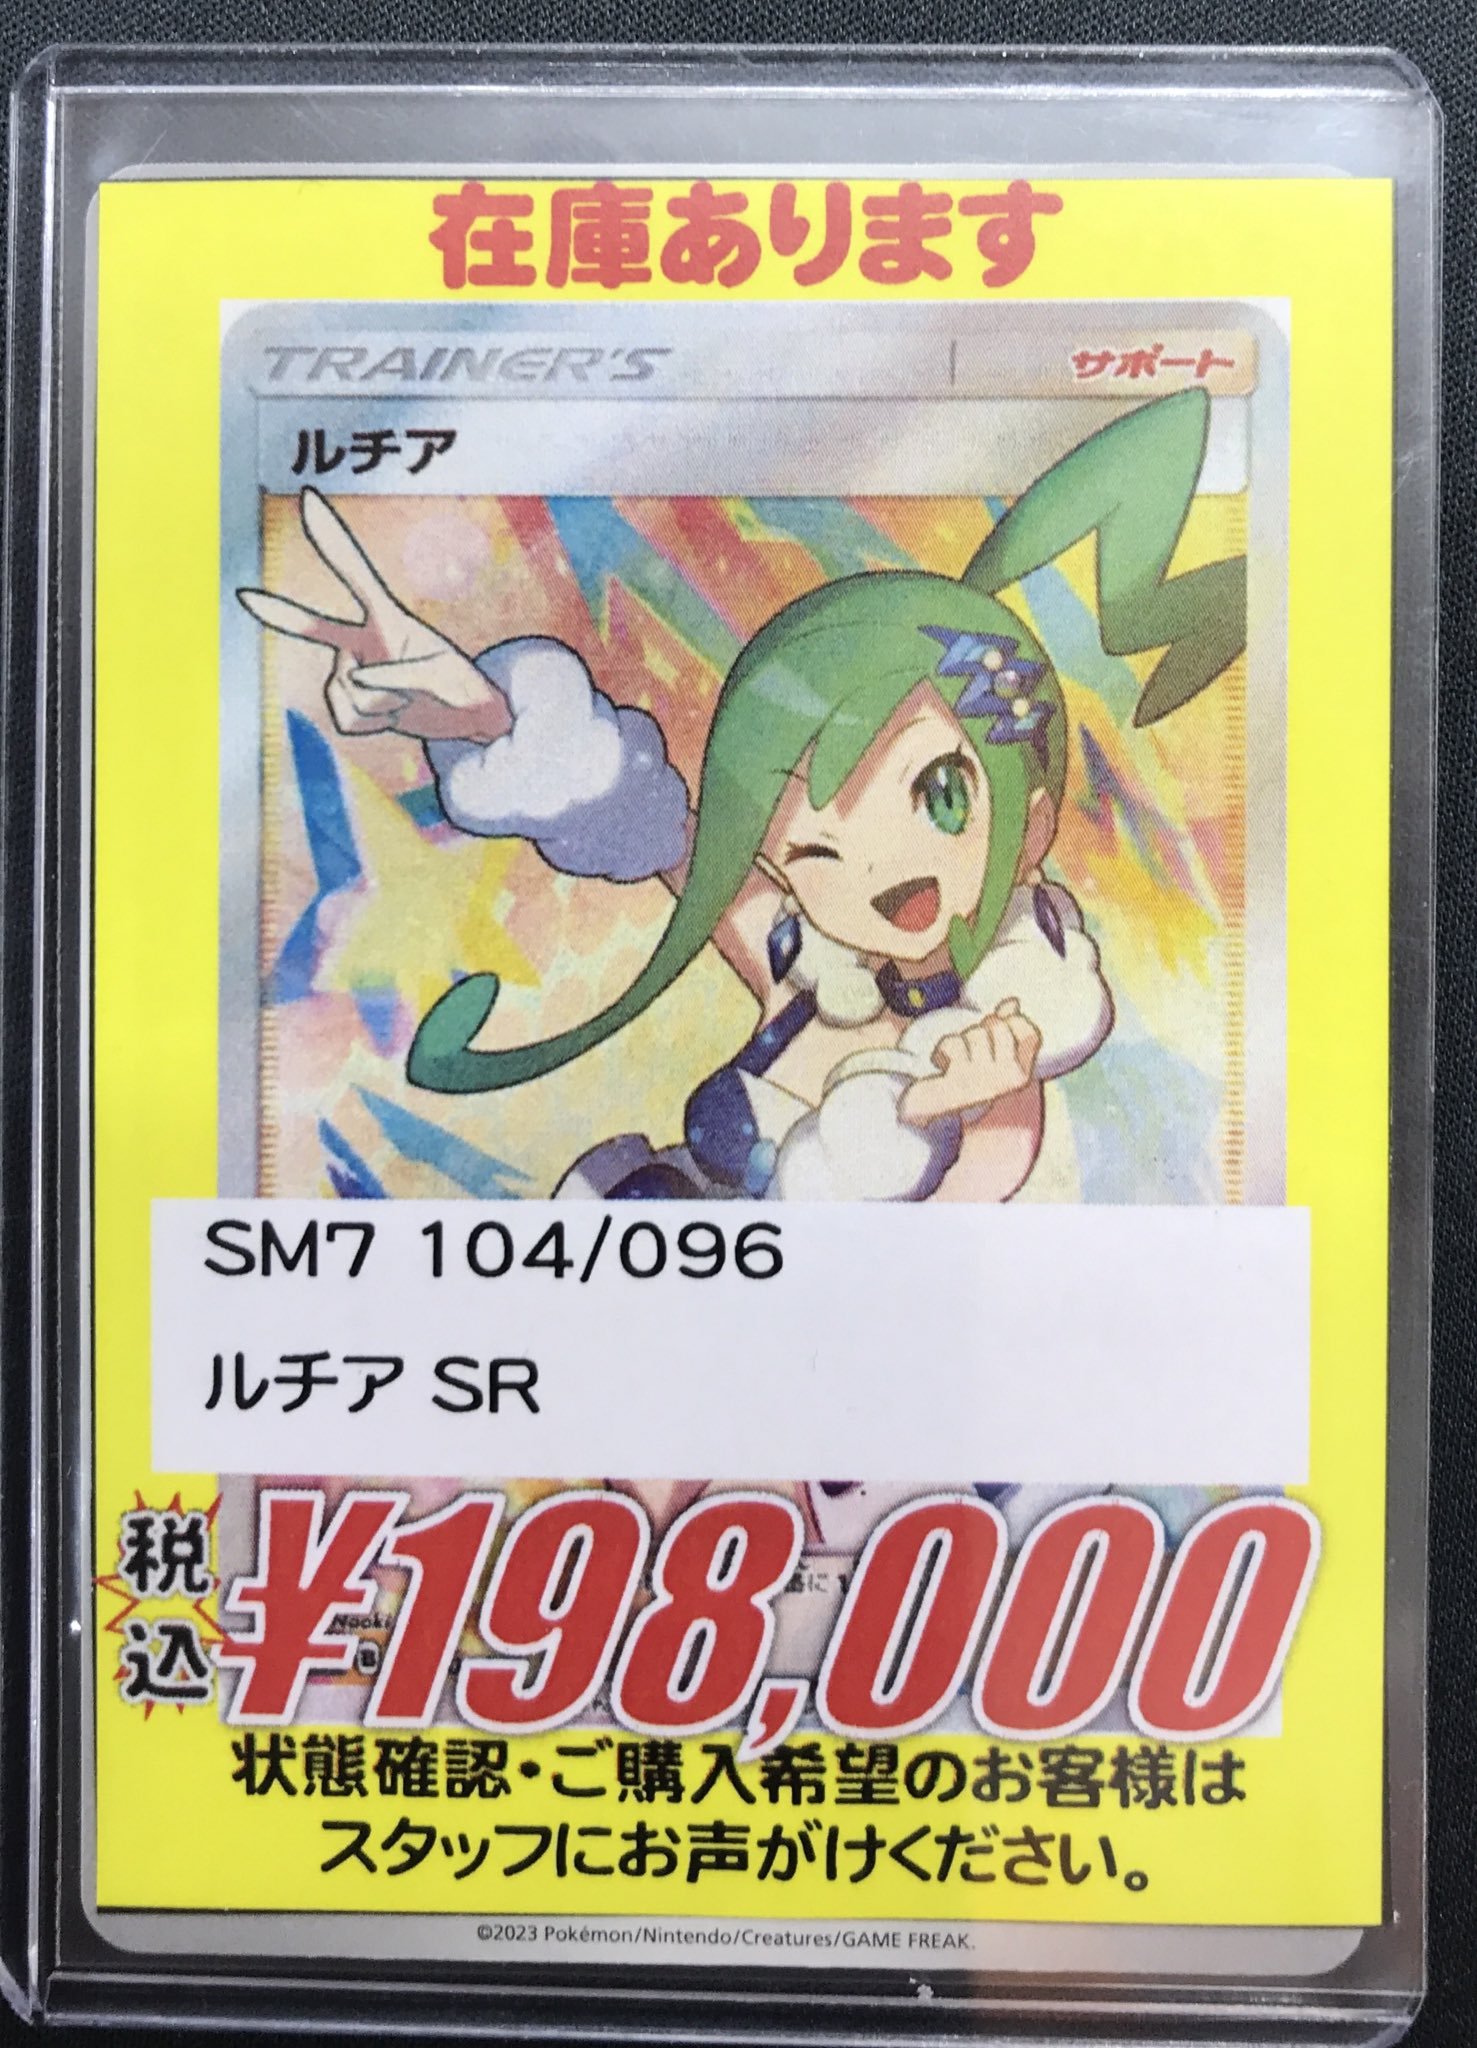 在庫あります
TRAINER'S サポート
ルチア
SM7 104/096
ルチア SR
税込 ¥198,000
状態確認・ご購入希望のお客様は
スタッフにお声がけください。
©2023 Pokémon/Nintendo/Creatures/GAME FREAK.